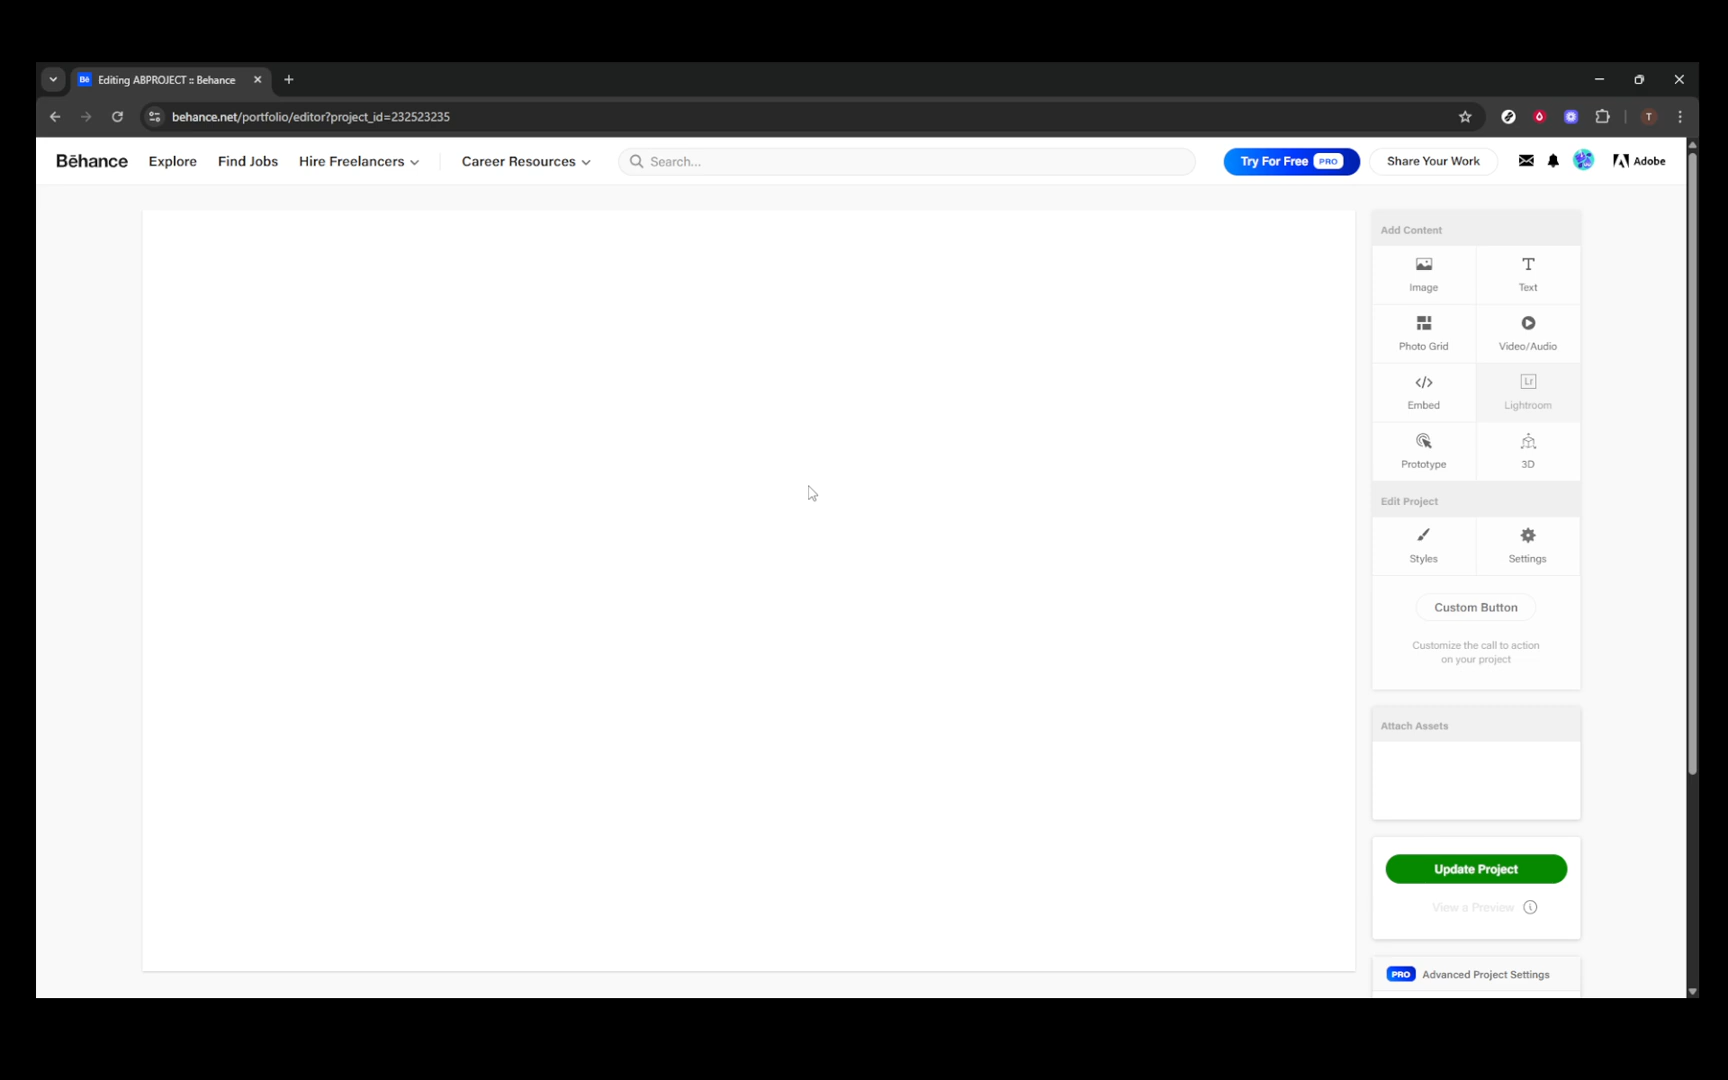 Bē Editing ABPROJECT :: Behance
behance.net/portfolio/editor?project_id=232523235
T
Bēhance
Explore
Find Jobs
Hire Freelancers
Career Resources
Search...
Try For Free PRO
Share Your Work
Adobe
Add Content
Image
Text
Photo Grid
Video/Audio
Embed
Lr
Lightroom
Prototype
3D
Edit Project
Styles
Settings
Custom Button
Customize the call to action
on your project
Attach Assets
Update Project
View a Preview
PRO Advanced Project Settings